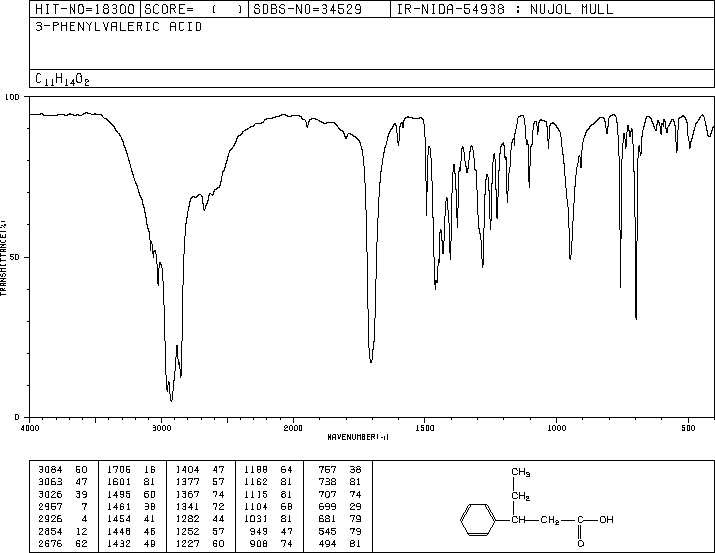 HIT-NO=18300 SCORE= ( ) SDBS-NO=34529 IR-NIDA-54938 : NUJOL MULL
3-PHENYLVALERIC ACID
C11H14O2
100
50
0
TRANSMITTANCE(%)
4000 3000 2000 1500 1000 500
WAVENUMBER(-1)
3084 60 1706 16 1404 47 1188 64 757 38
3063 47 1601 81 1377 57 1162 81 738 81
3026 39 1495 60 1367 74 1115 81 707 74
2967 7 1461 38 1341 72 1104 68 699 29
2926 4 1454 41 1282 44 1031 81 681 79
2854 12 1448 46 1252 57 949 47 545 79
2676 62 1432 49 1227 60 908 74 494 81
CH3
CH2
CH2 C OH
O